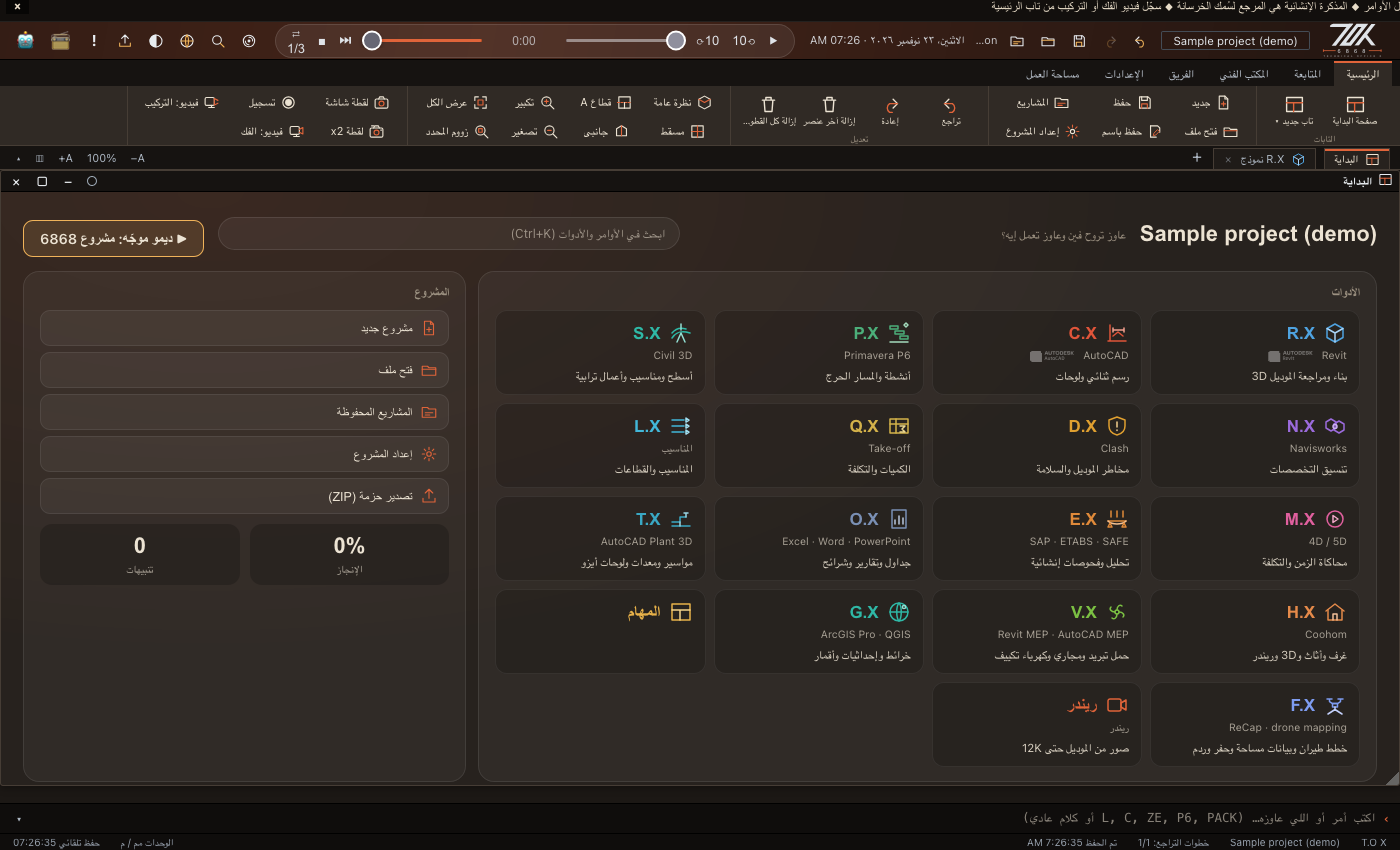 ل الأوامر ◆ المذكرة الإنشائية هي المرجع لسُمك الخرسانة ◆ سجّل فيديو الفك أو التركيب من تاب الرئيسية
Sample project (demo)
on...
الاثنين، ٢٣ نوفمبر ٢٠٢٦ · 07:26 AM
10 10
0:00
1/3
الرئيسية المتابعة المكتب الفني الفريق الإعدادات مساحة العمل
صفحة البداية تاب جديد
التابات
جديد حفظ المشاريع
فتح ملف حفظ باسم إعداد المشروع
تراجع إعادة إزالة آخر عنصر إزالة كل القطو...
تعديل
نظرة عامة قطاع A تكبير عرض الكل
مسقط جانبي تصغير زووم المحدد
لقطة شاشة تسجيل فيديو: التركيب
لقطة x2 فيديو: الفك
البداية
نموذج R.X
A− 100% A+
البداية
Sample project (demo)
عاوز تروح فين وعاوز تعمل إيه؟
ابحث في الأوامر والأدوات (Ctrl+K)
ديمو موجّه: مشروع 6868
الأدوات
R.X
Revit
AUTODESK
Revit
بناء ومراجعة الموديل 3D
C.X
AutoCAD
AUTODESK
AutoCAD
رسم ثنائي ولوحات
P.X
Primavera P6
أنشطة والمسار الحرج
S.X
Civil 3D
أسطح ومناسيب وأعمال ترابية
N.X
Navisworks
تنسيق التخصصات
D.X
Clash
مخاطر الموديل والسلامة
Q.X
Take-off
الكميات والتكلفة
L.X
المناسيب
المناسيب والقطاعات
M.X
4D / 5D
محاكاة الزمن والتكلفة
E.X
SAP · ETABS · SAFE
تحليل وفحوصات إنشائية
O.X
Excel · Word · PowerPoint
جداول وتقارير وشرائح
T.X
AutoCAD Plant 3D
مواسير ومعدات ولوحات أيزو
H.X
Coohom
غرف وأثاث و3D وريندر
V.X
Revit MEP · AutoCAD MEP
حمل تبريد ومجاري وكهرباء تكييف
G.X
ArcGIS Pro · QGIS
خرائط وإحداثيات وأقمار
المهام
F.X
ReCap · drone mapping
خطط طيران وبيانات مساحة وحفر وردم
ريندر
ريندر
صور من الموديل حتى 12K
المشروع
مشروع جديد
فتح ملف
المشاريع المحفوظة
إعداد المشروع
تصدير حزمة (ZIP)
0%
الإنجاز
0
تنبيهات
اكتب أمر أو اللي عاوزه... (L, C, ZE, P6, PACK أو كلام عادي)
T.O X
Sample project (demo)
خطوات التراجع: 1/1
تم الحفظ 7:26:35 AM
الوحدات مم / م
حفظ تلقائي 07:26:35